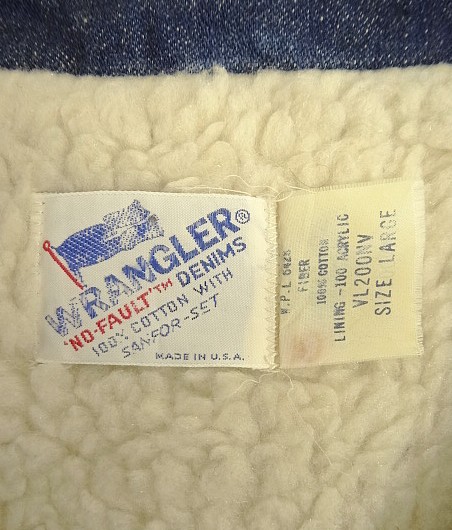 WRANGLER®
"NO-FAULT"™ DENIMS
100% COTTON WITH
SANFOR-SET
MADE IN U.S.A.
W.P.L. 6428
FIBER
100% COTTON
LINING-100 ACRYLIC
VL200NV
SIZE LARGE